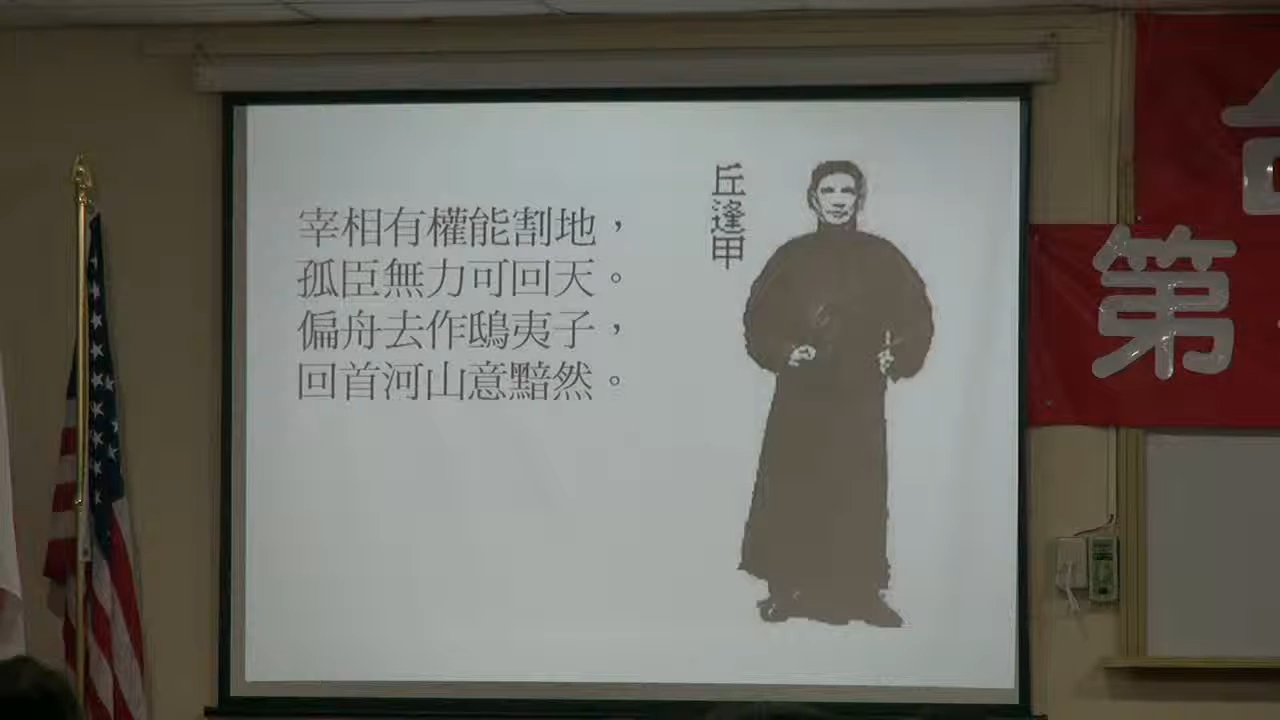 宰相有權能割地，
孤臣無力可回天。
偏舟去作鴟夷子，
回首河山意黯然。
丘逢甲
第